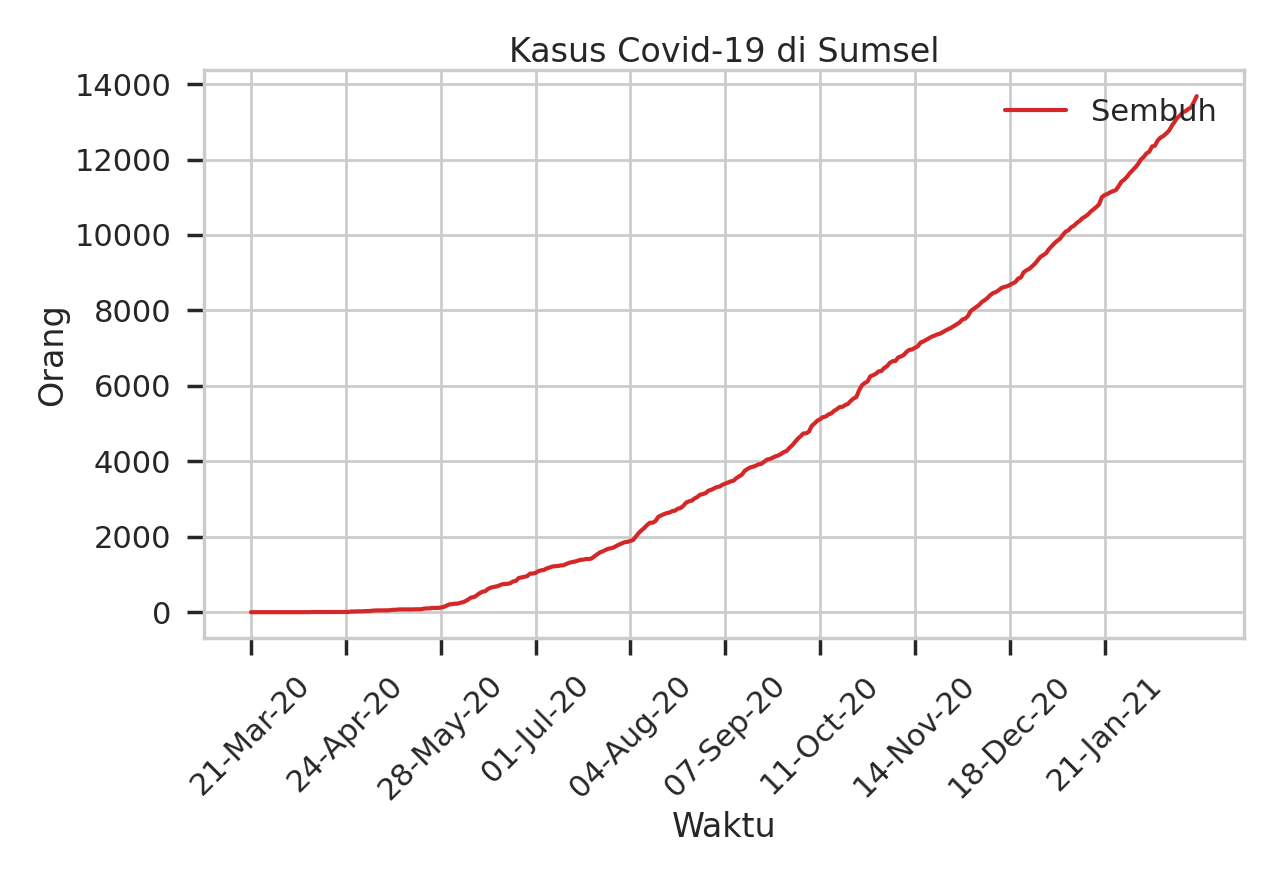 Kasus Covid-19 di Sumsel
14000
12000
10000
8000
6000
4000
2000
0
Orang
Sembuh
21-Mar-20
24-Apr-20
28-May-20
01-Jul-20
04-Aug-20
07-Sep-20
11-Oct-20
14-Nov-20
18-Dec-20
21-Jan-21
Waktu